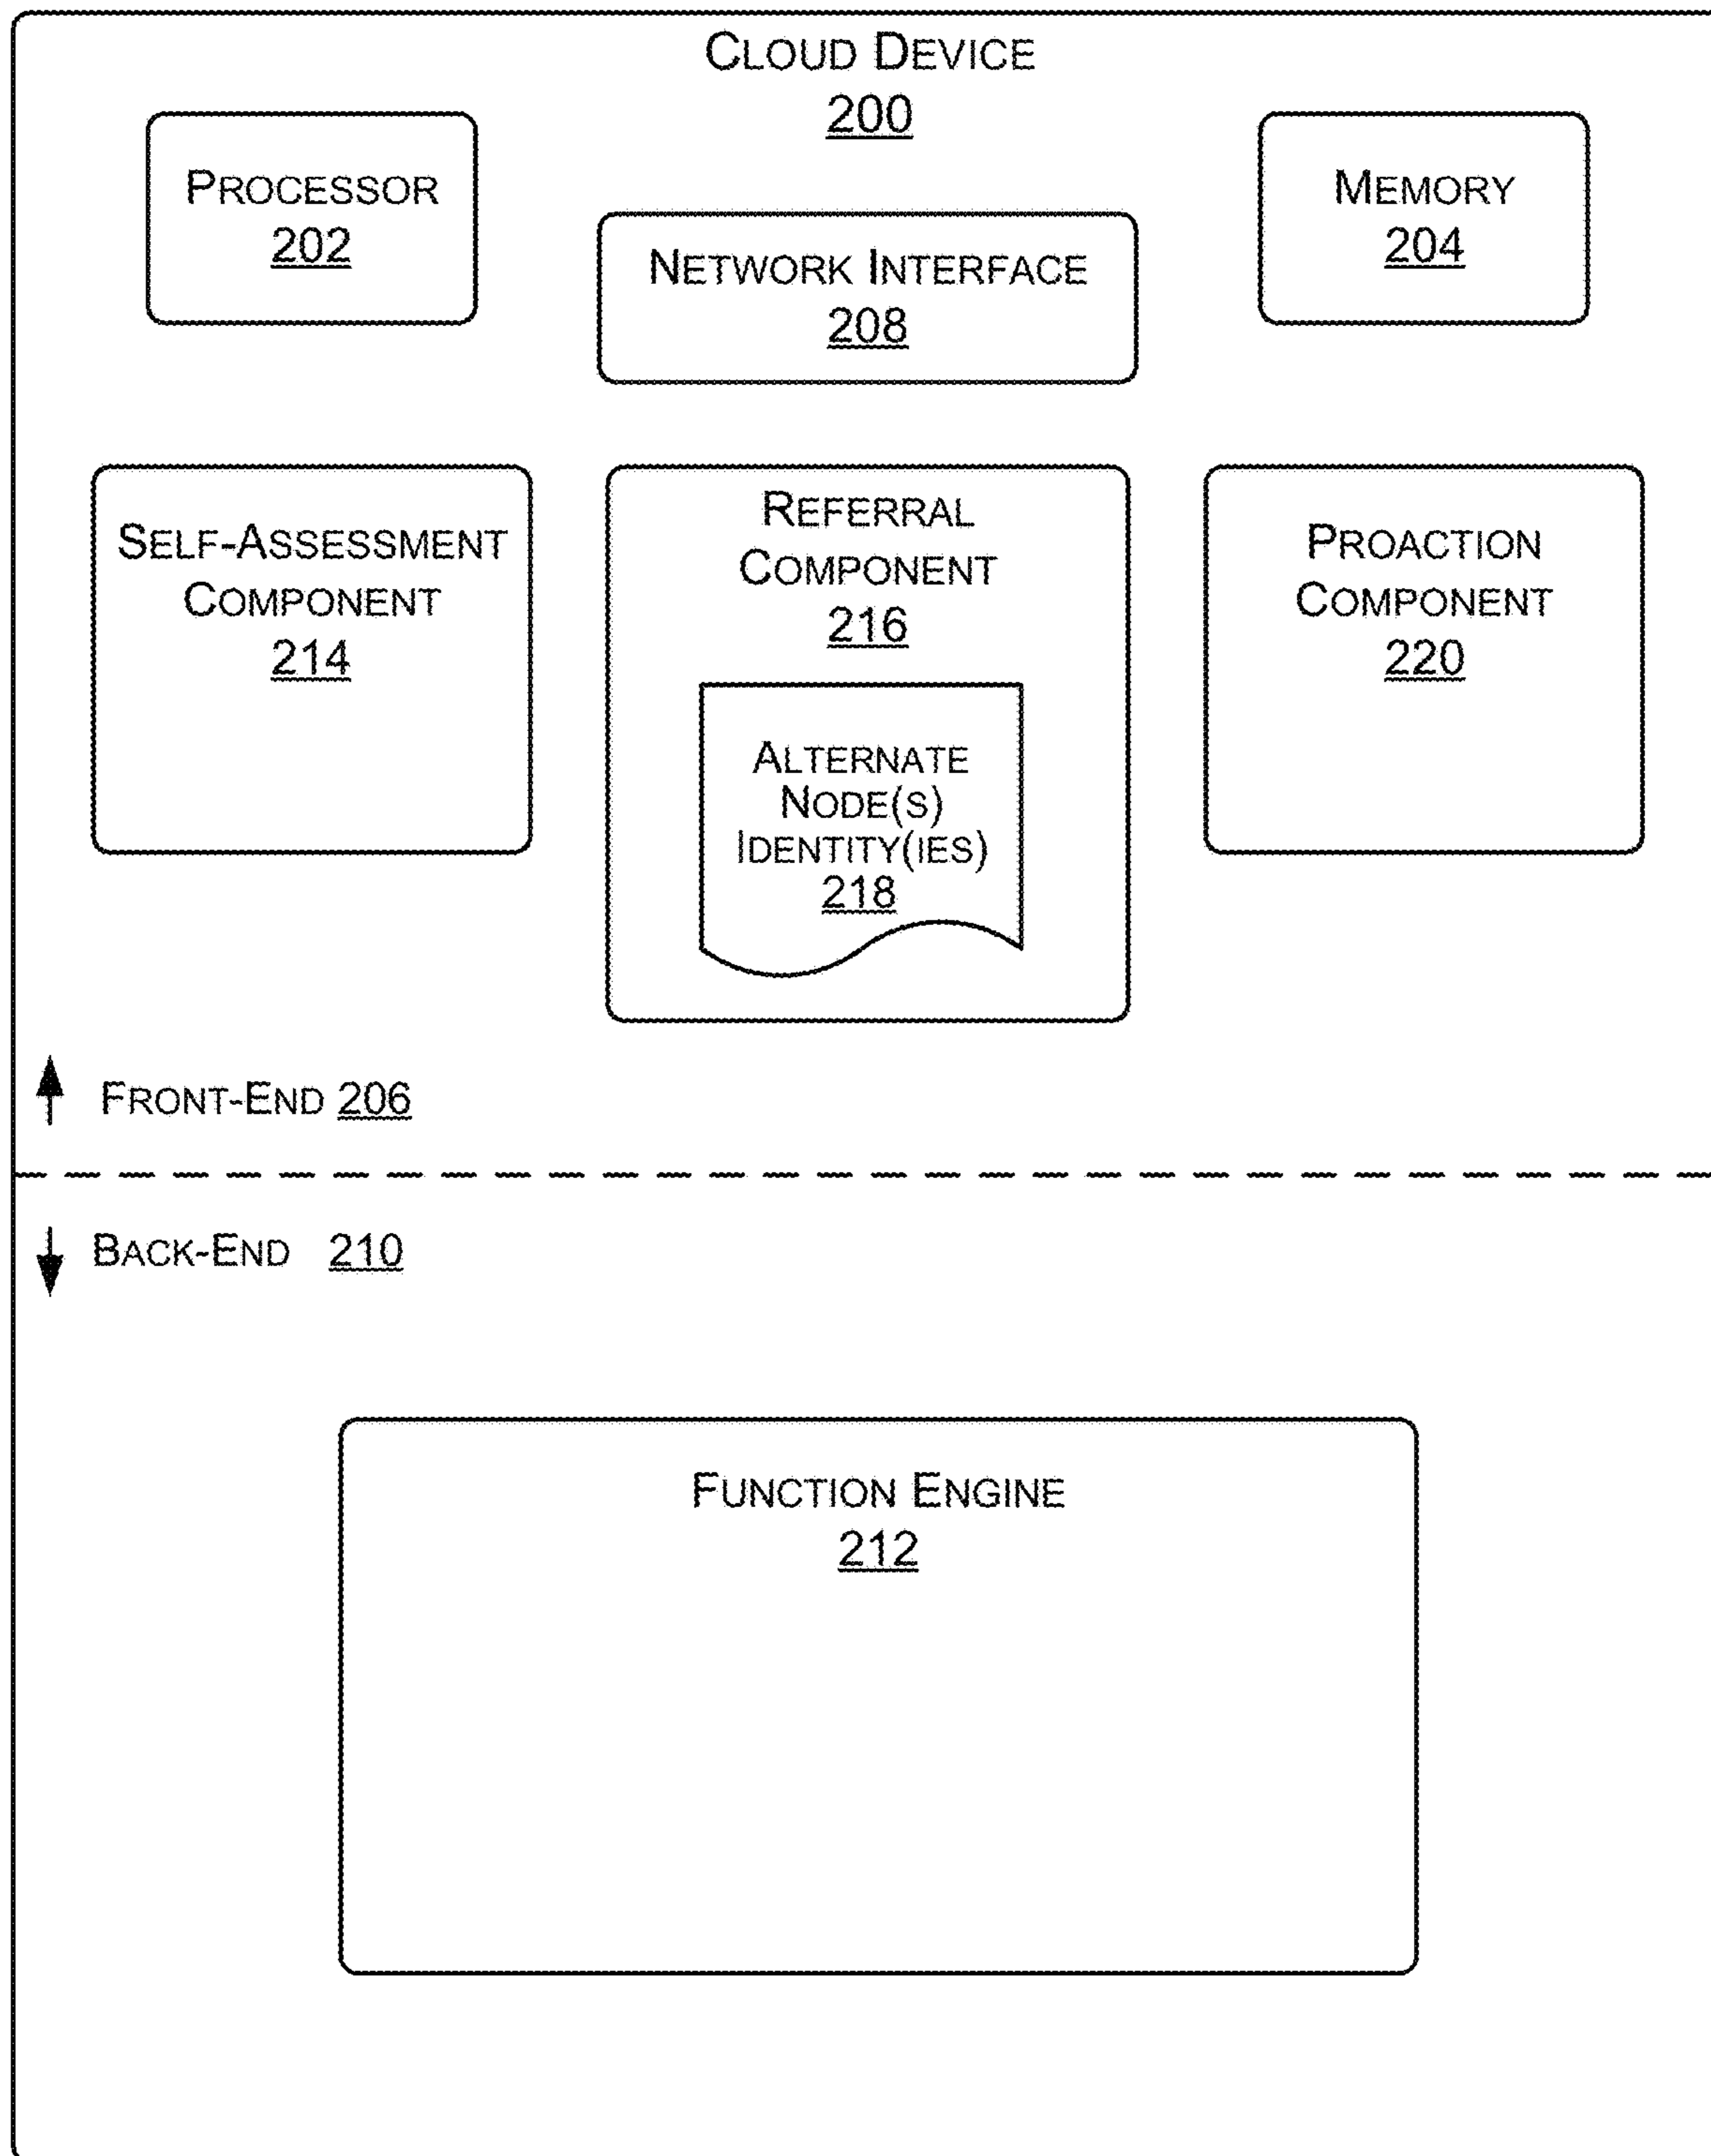 CLOUD DEVICE
200
PROCESSOR
202
MEMORY
204
NETWORK INTERFACE
208
SELF-ASSESSMENT
COMPONENT
214
REFERRAL
COMPONENT
216
ALTERNATE
NODE(S)
IDENTITY(IES)
218
PROACTION
COMPONENT
220
FRONT-END 206
BACK-END 210
FUNCTION ENGINE
212